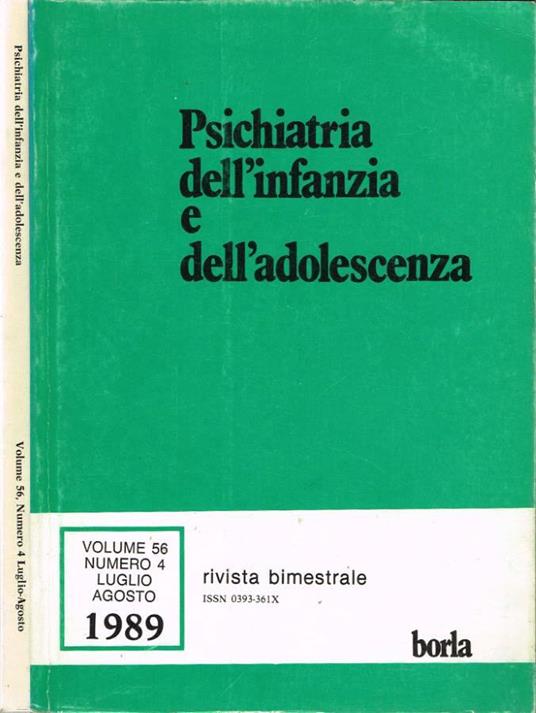 Psichiatria dell'infanzia e dell'adolescenza
Volume 56, Numero 4 Luglio-Agosto
Psichiatria
dell'infanzia
e
dell'adolescenza
VOLUME 56
NUMERO 4
LUGLIO
AGOSTO
1989
rivista bimestrale
ISSN 0393-361X
borla